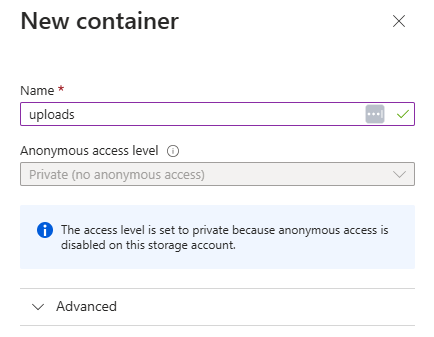 New container
Name *
uploads
Anonymous access level
Private (no anonymous access)
The access level is set to private because anonymous access is
disabled on this storage account.
Advanced